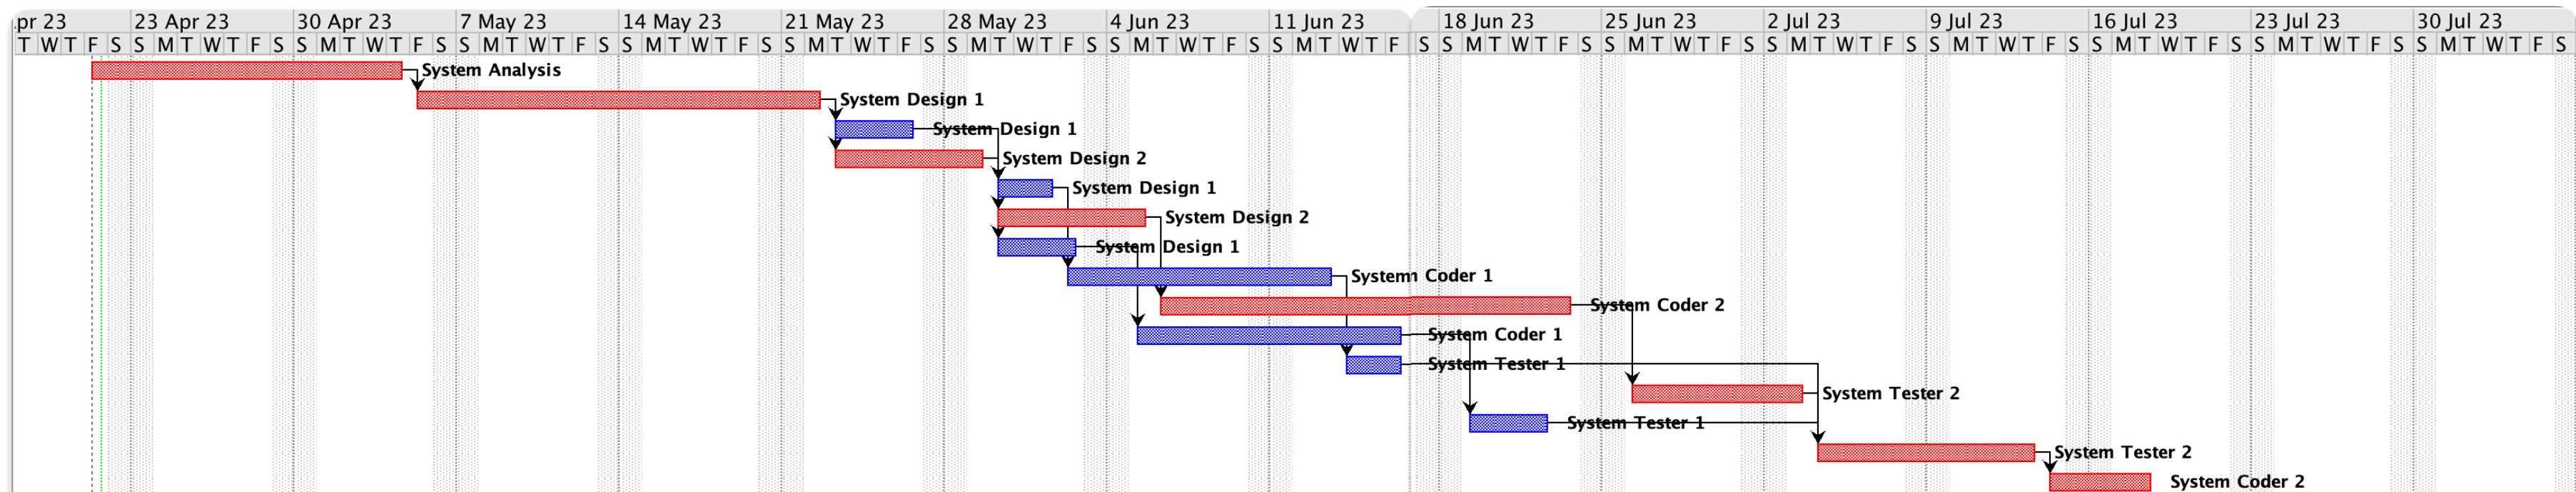 pr 23 23 Apr 23 30 Apr 23 7 May 23 14 May 23 21 May 23 28 May 23 4 Jun 23 11 Jun 23 18 Jun 23 25 Jun 23 2 Jul 23 9 Jul 23 16 Jul 23 23 Jul 23 30 Jul 23
T W T F S S M T W T F S S M T W T F S S M T W T F S S M T W T F S S M T W T F S S M T W T F S S M T W T F S S M T W T F S S M T W T F S S M T W T F S S M T W T F S S M T W T F S S M T W T F S S M T W T F S S M T W T F S
System Analysis
System Design 1
System Design 1
System Design 2
System Design 1
System Design 2
System Design 1
System Coder 1
System Coder 2
System Coder 1
System Tester 1
System Tester 2
System Tester 1
System Tester 2
System Coder 2